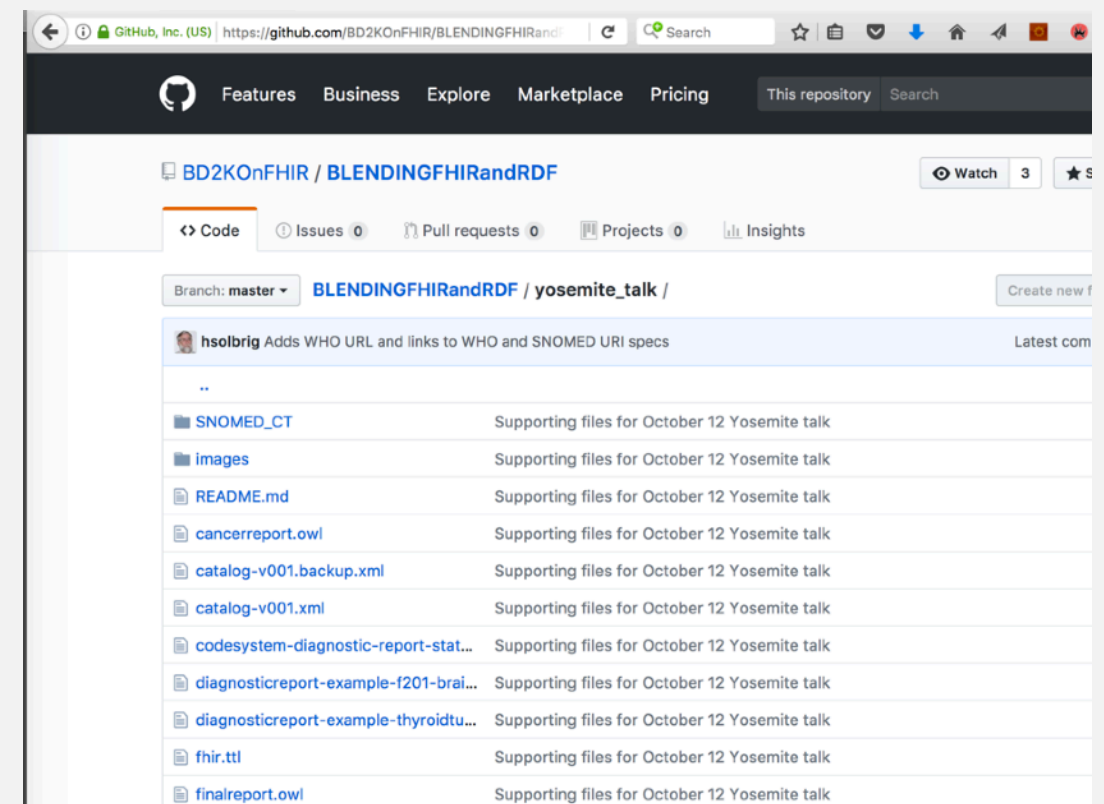 GitHub, Inc. (US) https://github.com/BD2KOnFHIR/BLENDINGFHIRandF Search
Features Business Explore Marketplace Pricing This repository Search
BD2KOnFHIR / BLENDINGFHIRandRDF Watch 3 S
Code Issues 0 Pull requests 0 Projects 0 Insights
Branch: master BLENDINGFHIRandRDF / yosemite_talk / Create new f
hsolbrig Adds WHO URL and links to WHO and SNOMED URI specs Latest com
..
SNOMED_CT Supporting files for October 12 Yosemite talk
images Supporting files for October 12 Yosemite talk
README.md Supporting files for October 12 Yosemite talk
cancerreport.owl Supporting files for October 12 Yosemite talk
catalog-v001.backup.xml Supporting files for October 12 Yosemite talk
catalog-v001.xml Supporting files for October 12 Yosemite talk
codesystem-diagnostic-report-stat... Supporting files for October 12 Yosemite talk
diagnosticreport-example-f201-brai... Supporting files for October 12 Yosemite talk
diagnosticreport-example-thyroidtu... Supporting files for October 12 Yosemite talk
fhir.ttl Supporting files for October 12 Yosemite talk
finalreport.owl Supporting files for October 12 Yosemite talk